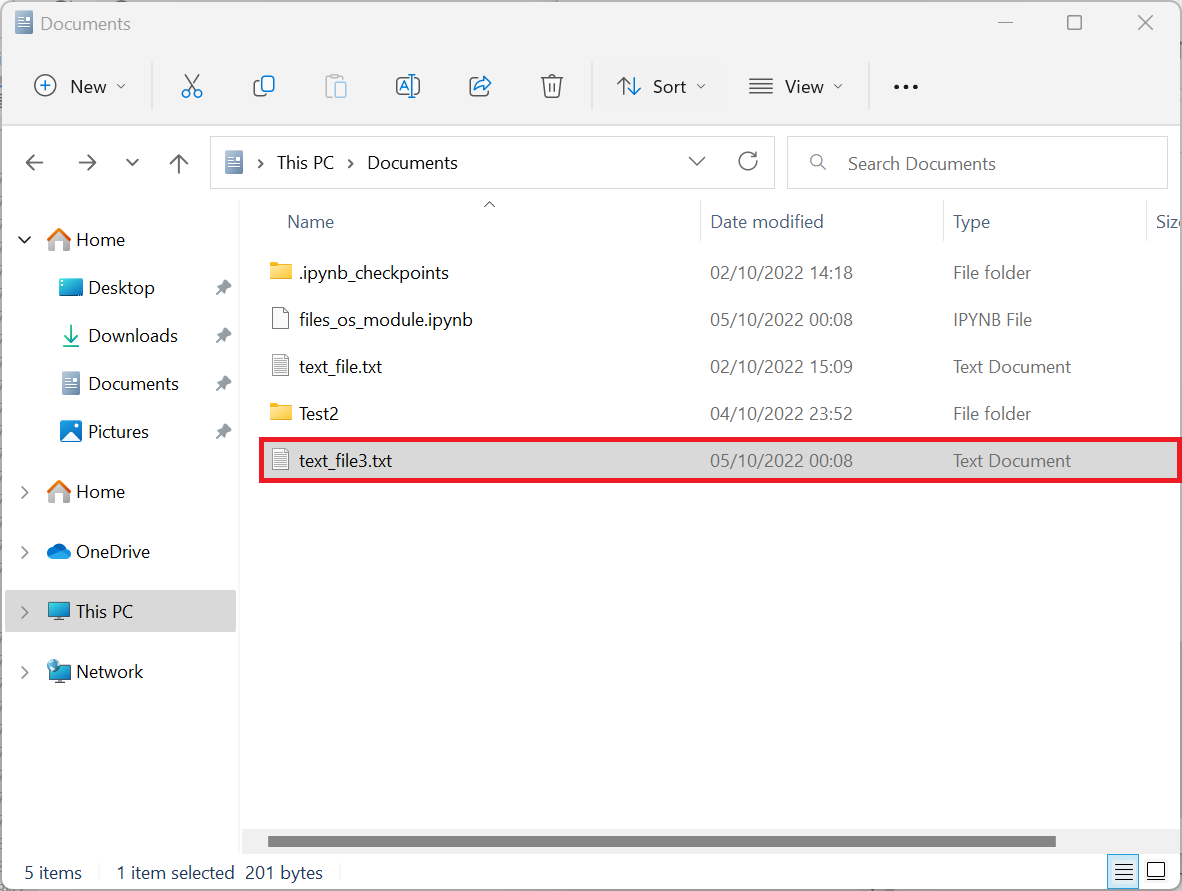 Documents
New Sort View
This PC Documents Search Documents
Name Date modified Type
Home
Desktop
Downloads
Documents
Pictures
Home
OneDrive
This PC
Network
.ipynb_checkpoints 02/10/2022 14:18 File folder
files_os_module.ipynb 05/10/2022 00:08 IPYNB File
text_file.txt 02/10/2022 15:09 Text Document
Test2 04/10/2022 23:52 File folder
text_file3.txt 05/10/2022 00:08 Text Document
5 items 1 item selected 201 bytes